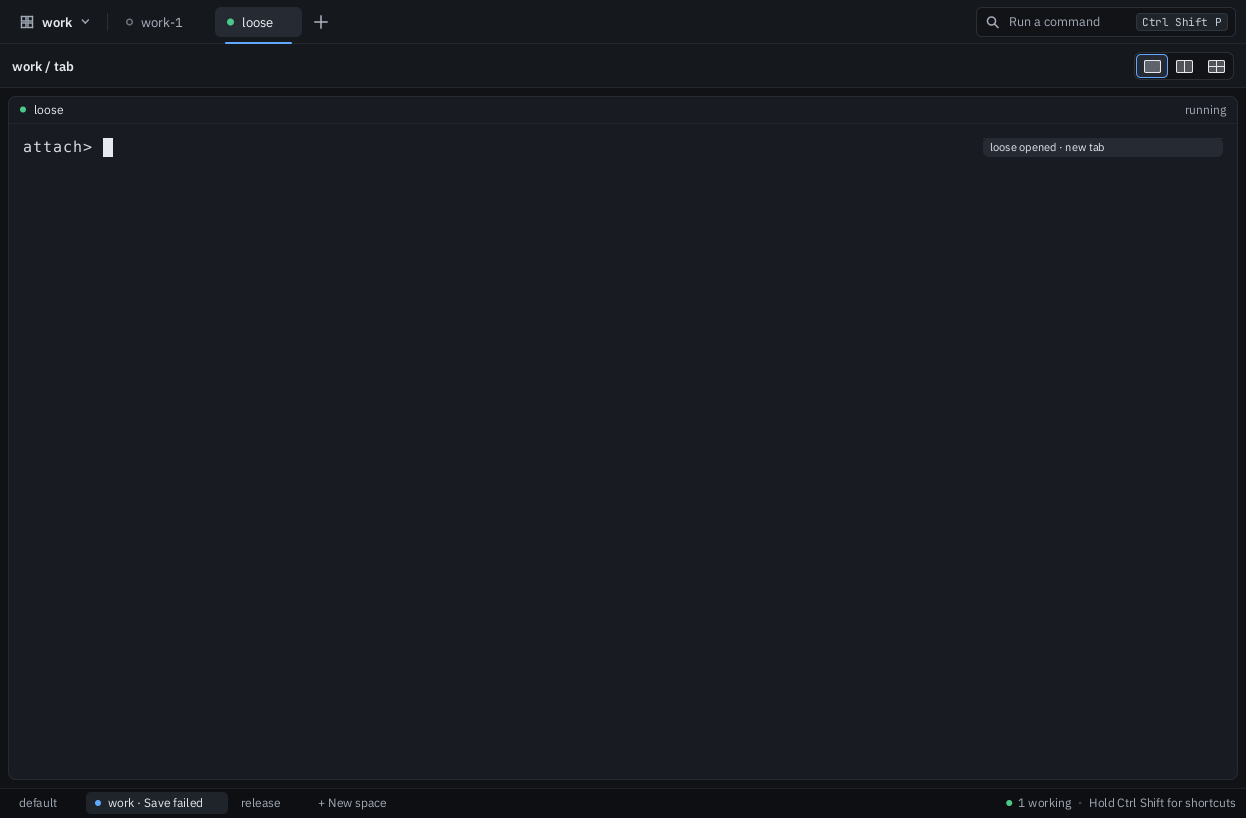 work work-1 loose Run a command Ctrl Shift P
work / tab
loose running
attach> loose opened · new tab
default work · Save failed release + New space 1 working · Hold Ctrl Shift for shortcuts